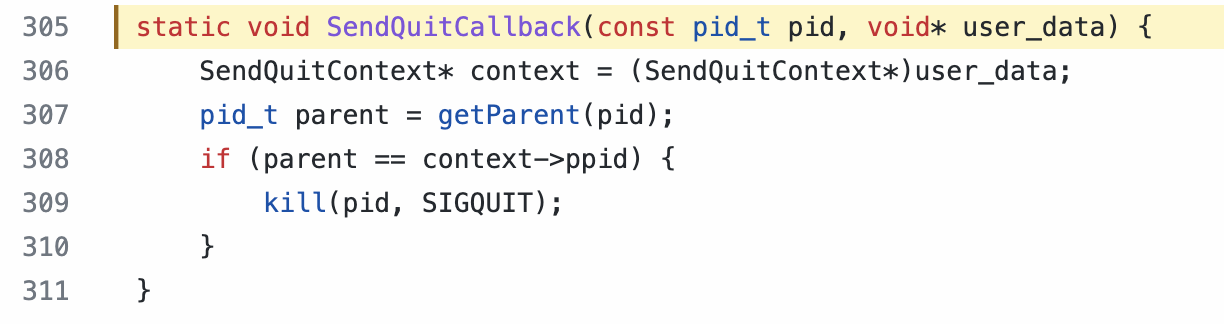 305 static void SendQuitCallback(const pid_t pid, void* user_data) {
306     SendQuitContext* context = (SendQuitContext*)user_data;
307     pid_t parent = getParent(pid);
308     if (parent == context->ppid) {
309         kill(pid, SIGQUIT);
310     }
311 }